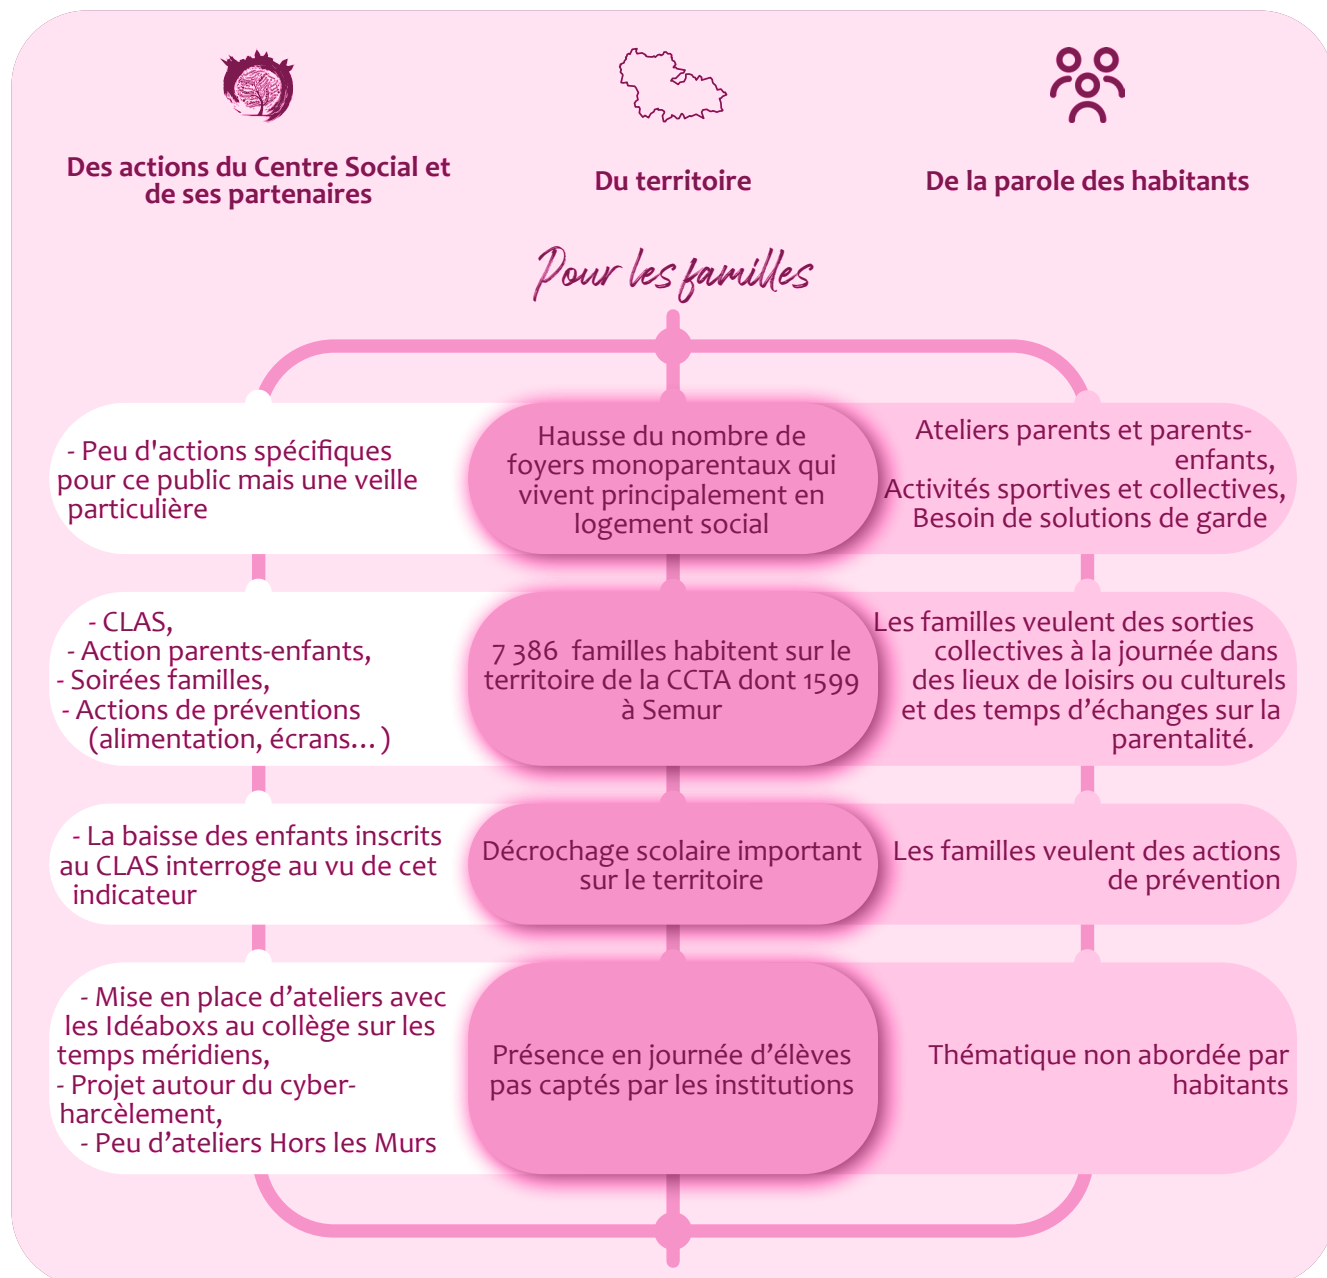 Des actions du Centre Social et
de ses partenaires
Du territoire
De la parole des habitants
Pour les familles
- Peu d'actions spécifiques
pour ce public mais une veille
particulière
Hausse du nombre de
foyers monoparentaux qui
vivent principalement en
logement social
Ateliers parents et parents-
enfants,
Activités sportives et collectives,
Besoin de solutions de garde
- CLAS,
- Action parents-enfants,
- Soirées familles,
- Actions de préventions
(alimentation, écrans…)
7 386 familles habitent sur le
territoire de la CCTA dont 1599
à Semur
Les familles veulent des sorties
collectives à la journée dans
des lieux de loisirs ou culturels
et des temps d’échanges sur la
parentalité.
- La baisse des enfants inscrits
au CLAS interroge au vu de cet
indicateur
Décrochage scolaire important
sur le territoire
Les familles veulent des actions
de prévention
- Mise en place d’ateliers avec
les Idéaboxs au collège sur les
temps méridiens,
- Projet autour du cyber-
harcèlement,
- Peu d’ateliers Hors les Murs
Présence en journée d’élèves
pas captés par les institutions
Thématique non abordée par
habitants